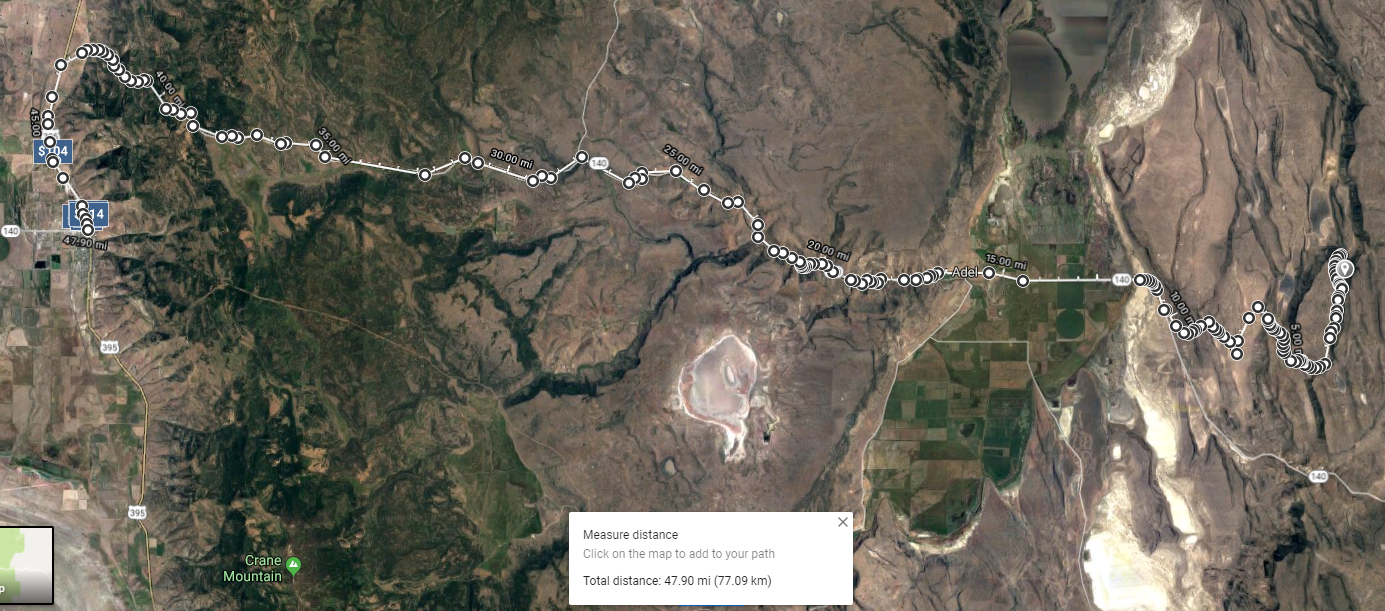 40.00 mi
45.00
35.00 mi
$104
30.00 mi
140
25.00 mi
14
140
47.90 mi
20.00 mi
Adel
15:00 mi
140
10.00 m
5.00
395
140
395
Crane
Mountain
p
Measure distance
Click on the map to add to your path
Total distance: 47.90 mi (77.09 km)